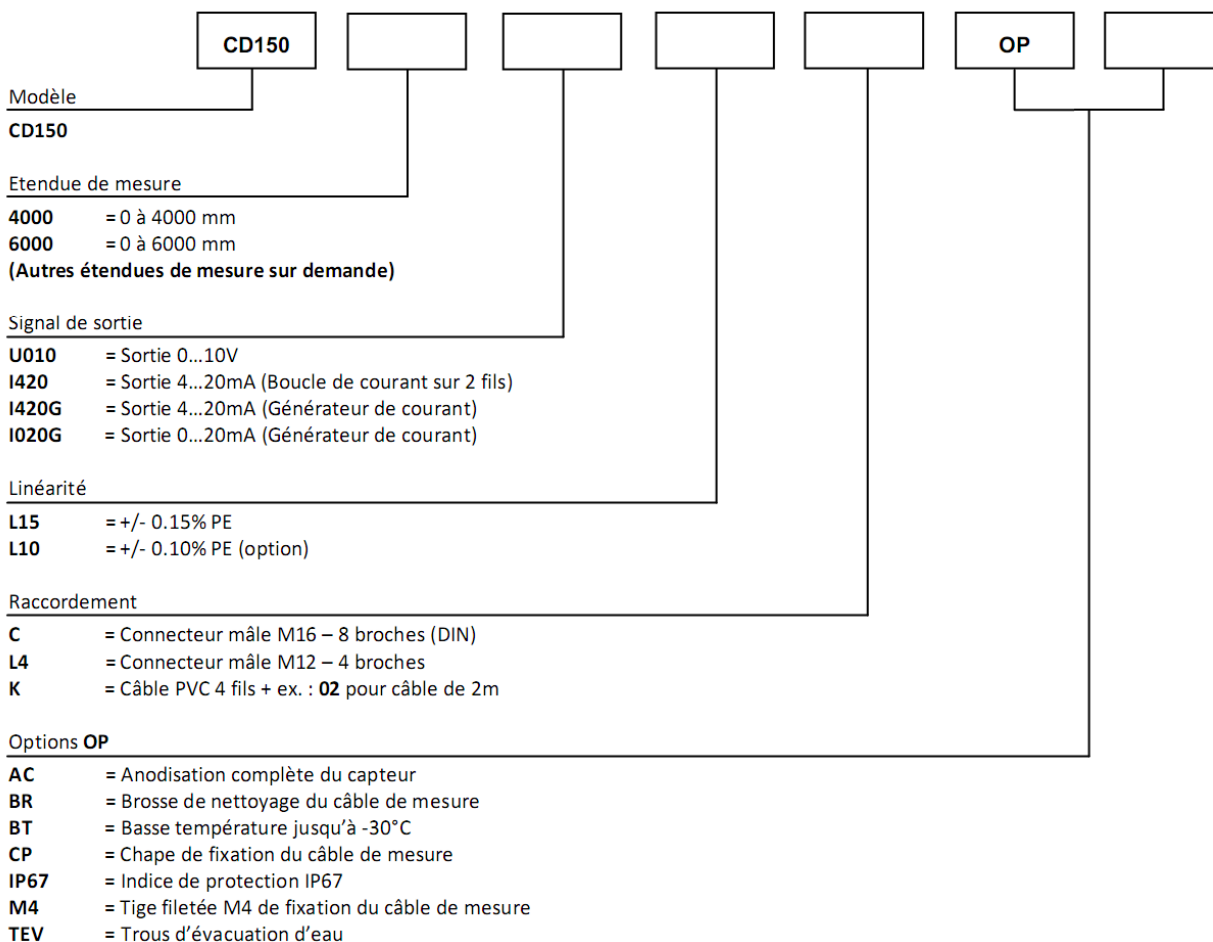 CD150 OP
Modèle
CD150
Etendue de mesure
4000 = 0 à 4000 mm
6000 = 0 à 6000 mm
(Autres étendues de mesure sur demande)
Signal de sortie
U010 = Sortie 0...10V
I420 = Sortie 4...20mA (Boucle de courant sur 2 fils)
I420G = Sortie 4...20mA (Générateur de courant)
I020G = Sortie 0...20mA (Générateur de courant)
Linéarité
L15 = +/- 0.15% PE
L10 = +/- 0.10% PE (option)
Raccordement
C = Connecteur mâle M16 – 8 broches (DIN)
L4 = Connecteur mâle M12 – 4 broches
K = Câble PVC 4 fils + ex. : 02 pour câble de 2m
Options OP
AC = Anodisation complète du capteur
BR = Brosse de nettoyage du câble de mesure
BT = Basse température jusqu'à -30°C
CP = Chape de fixation du câble de mesure
IP67 = Indice de protection IP67
M4 = Tige filetée M4 de fixation du câble de mesure
TEV = Trous d'évacuation d'eau